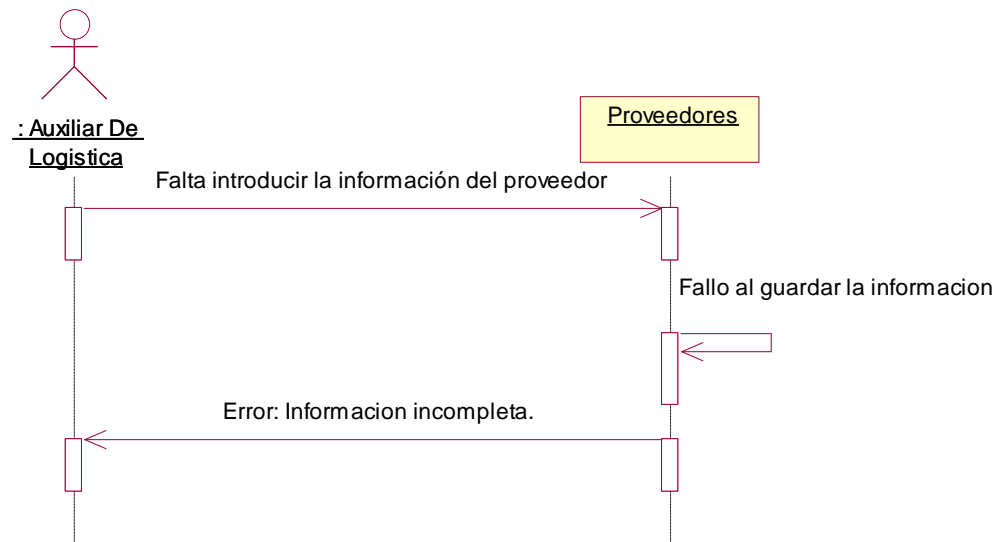 : Auxiliar De
Logistica
Proveedores
Falta introducir la información del proveedor
Fallo al guardar la informacion
Error: Informacion incompleta.